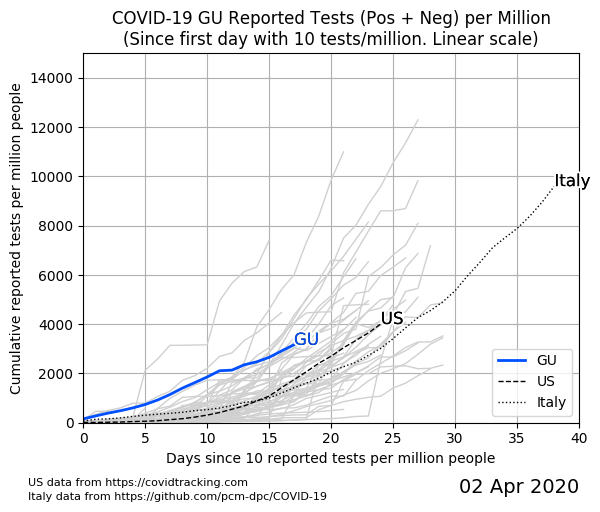 COVID-19 GU Reported Tests (Pos + Neg) per Million
(Since first day with 10 tests/million. Linear scale)
Cumulative reported tests per million people
14000
12000
10000
8000
6000
4000
2000
0
Italy
US
GU
GU
US
Italy
0 5 10 15 20 25 30 35 40
Days since 10 reported tests per million people
US data from https://covidtracking.com
Italy data from https://github.com/pcm-dpc/COVID-19
02 Apr 2020